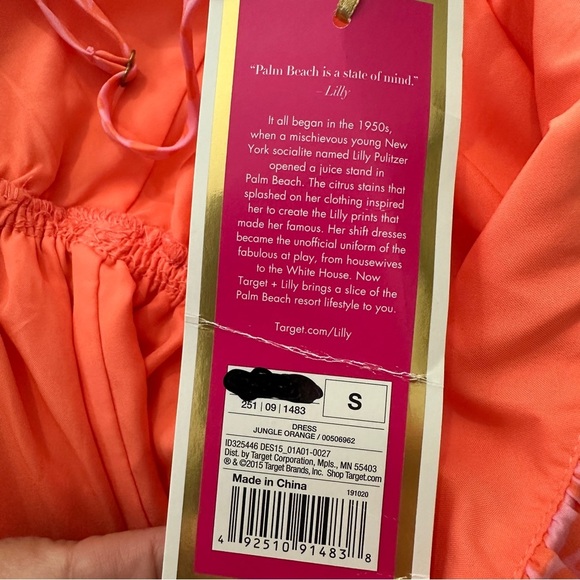 “Palm Beach is a state of mind.”
– Lilly
It all began in the 1950s,
when a mischievous young New
York socialite named Lilly Pulitzer
opened a juice stand in
Palm Beach. The citrus stains that
splashed on her clothing inspired
her to create the Lilly prints that
made her famous. Her shift dresses
became the unofficial uniform of the
fabulous at play, from housewives
to the White House. Now
Target + Lilly brings a slice of the
Palm Beach resort lifestyle to you.
Target.com/Lilly
251 | 09 | 1483
S
DRESS
JUNGLE ORANGE / 00506962
ID325446 DES15_01A01-0027
Dist. by Target Corporation, Mpls., MN 55403
® & ©2015 Target Brands, Inc. Shop Target.com
Made in China
191020
4 92510 91483 8